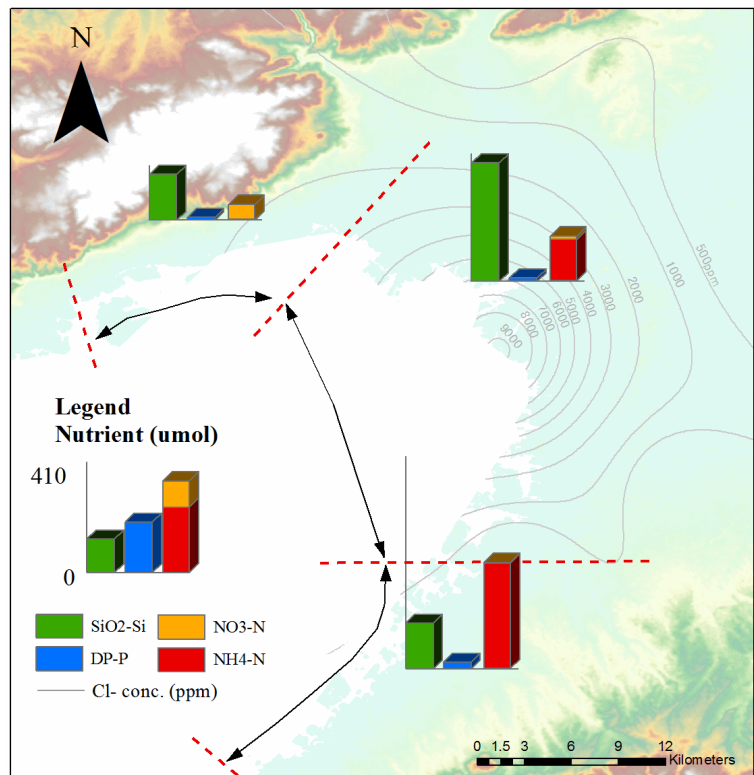 N
500ppm
1000
2000
3000
4000
5000
6000
7000
8000
9000
Legend
Nutrient (umol)
410
0
SiO2-Si
NO3-N
DP-P
NH4-N
Cl- conc. (ppm)
0 1.5 3 6 9 12
Kilometers